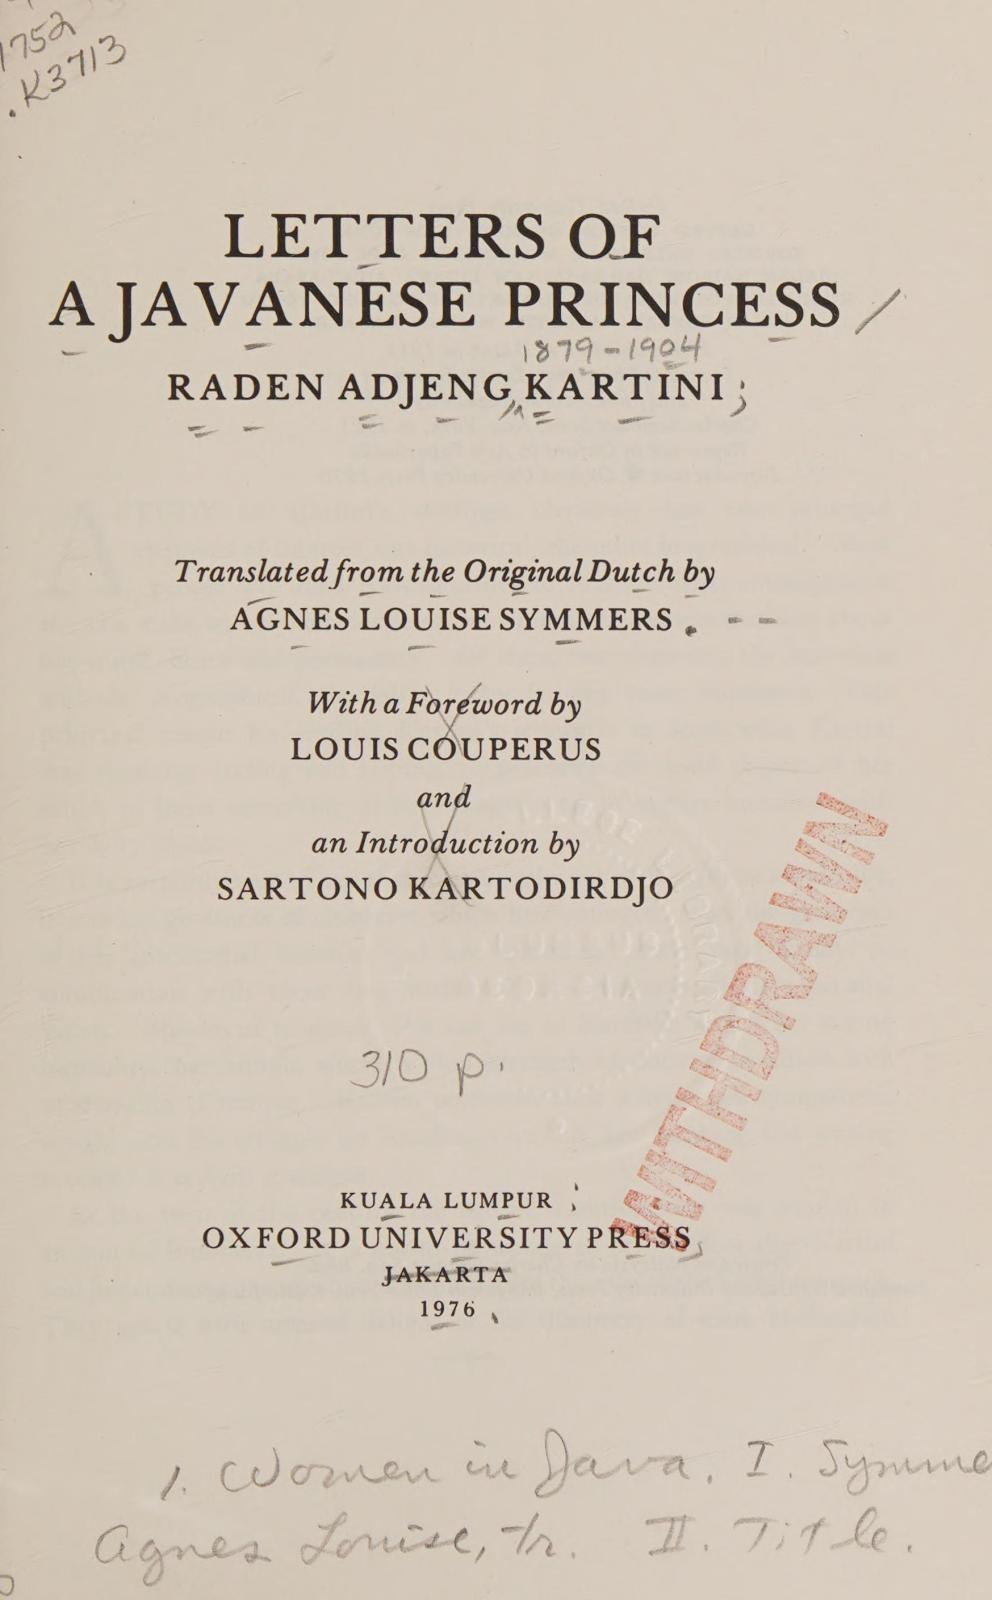 1752
.K3713
LETTERS OF
A JAVANESE PRINCESS /
1879-1904
RADEN ADJENG, KARTINI;
Translated from the Original Dutch by
AGNES LOUISE SYMMERS. - -
With a Foreword by
LOUIS COUPERUS
and
an Introduction by
SARTONO KARTODIRDJO
WITHDRAWN
310 p.
KUALA LUMPUR ;
OXFORD UNIVERSITY PRESS,
JAKARTA
1976
1. Women in Java. I. Symme
Agnes Louise, tr. II. Title.